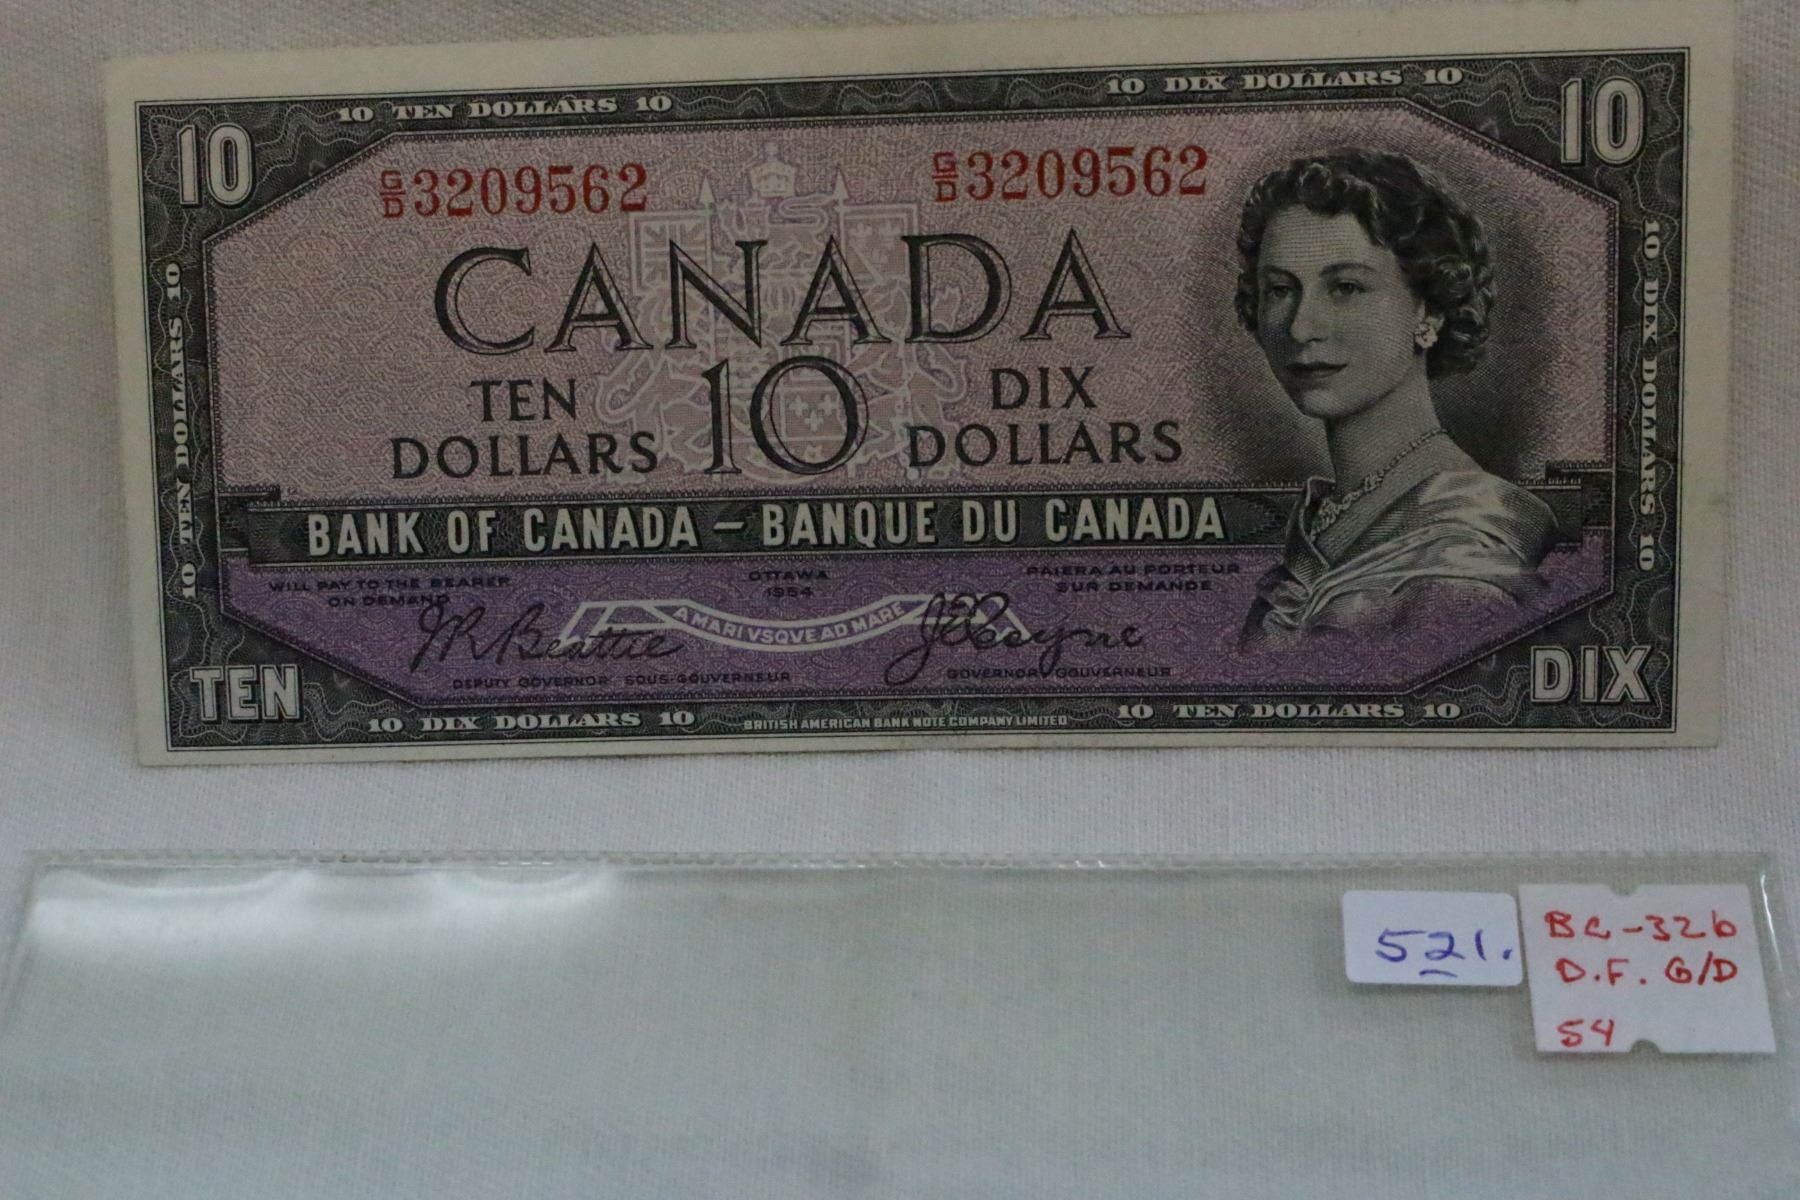 10 TEN DOLLARS 10
10 DIX DOLLARS 10
10
10
G/D 3209562
G/D 3209562
CANADA
TEN DOLLARS
10
DIX DOLLARS
10 TEN DOLLARS 10
10 DIX DOLLARS 10
BANK OF CANADA – BANQUE DU CANADA
WILL PAY TO THE BEARER
ON DEMAND
OTTAWA
1954
PAIERA AU PORTEUR
SUR DEMANDE
A MARI VSQVE AD MARE
JR Beattie
J E Coyne
DEPUTY GOVERNOR SOUS-GOUVERNEUR
GOVERNOR GOUVERNEUR
TEN
DIX
10 DIX DOLLARS 10
BRITISH AMERICAN BANK NOTE COMPANY LIMITED
10 TEN DOLLARS 10
521.
BC-32b
D.F. G/D
54